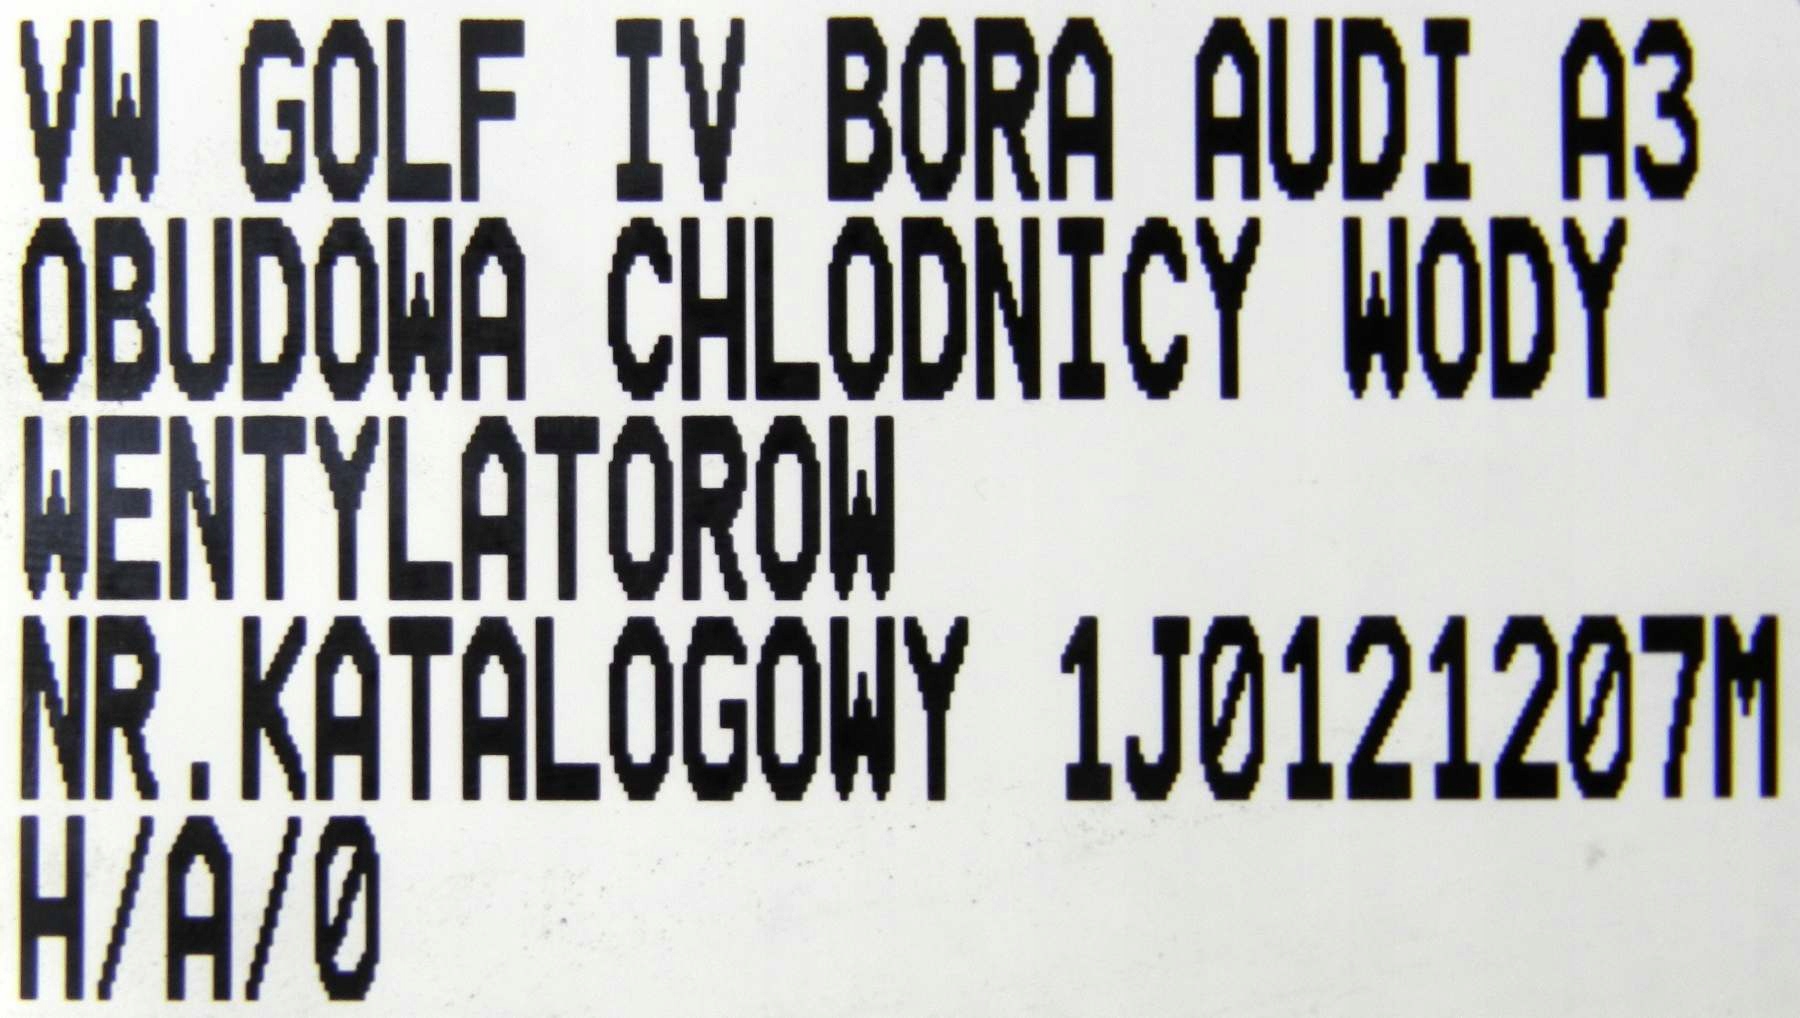 VW GOLF IV BORA AUDI A3
OBUDOWA CHLODNICY WODY
WENTYLATOROW
NR.KATALOGOWY 1J0121207M
H/A/0